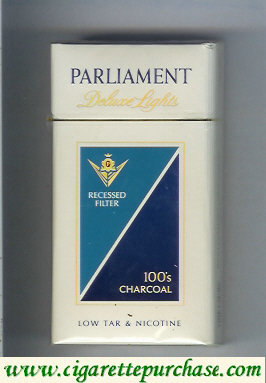 PARLIAMENT
Deluxe Lights
RECESSED
FILTER
100's
CHARCOAL
LOW TAR & NICOTINE
www.cigarettepurchase.com